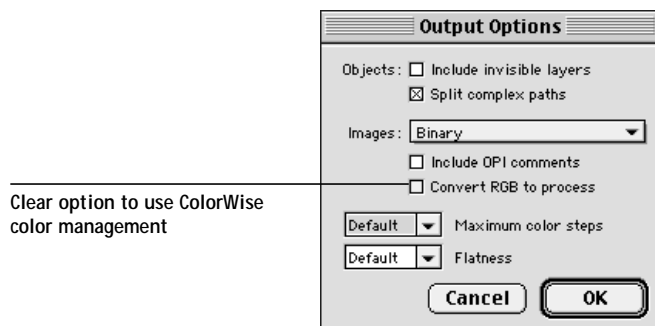 Output Options
Objects: Include invisible layers
Split complex paths
Images: Binary
Include OPI comments
Convert RGB to process
Clear option to use ColorWise
color management
Default Maximum color steps
Default Flatness
Cancel OK